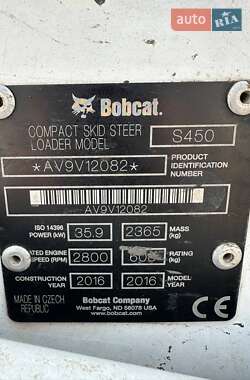 AUTO.RIA
Bobcat.
COMPACT SKID STEER
LOADER MODEL
S450
*AV9V12082*
PRODUCT
IDENTIFICATION
NUMBER
AV9V12082
ISO 14396
POWER (kW)
35.9
2365
MASS
(kg)
RATED ENGINE
SPEED (RPM)
2800
RATING
(kg)
CONSTRUCTION
YEAR
2016
2016
MODEL
YEAR
MADE IN CZECH
REPUBLIC
Bobcat Company
West Fargo, ND 58078 USA
www.bobcat.com
CE